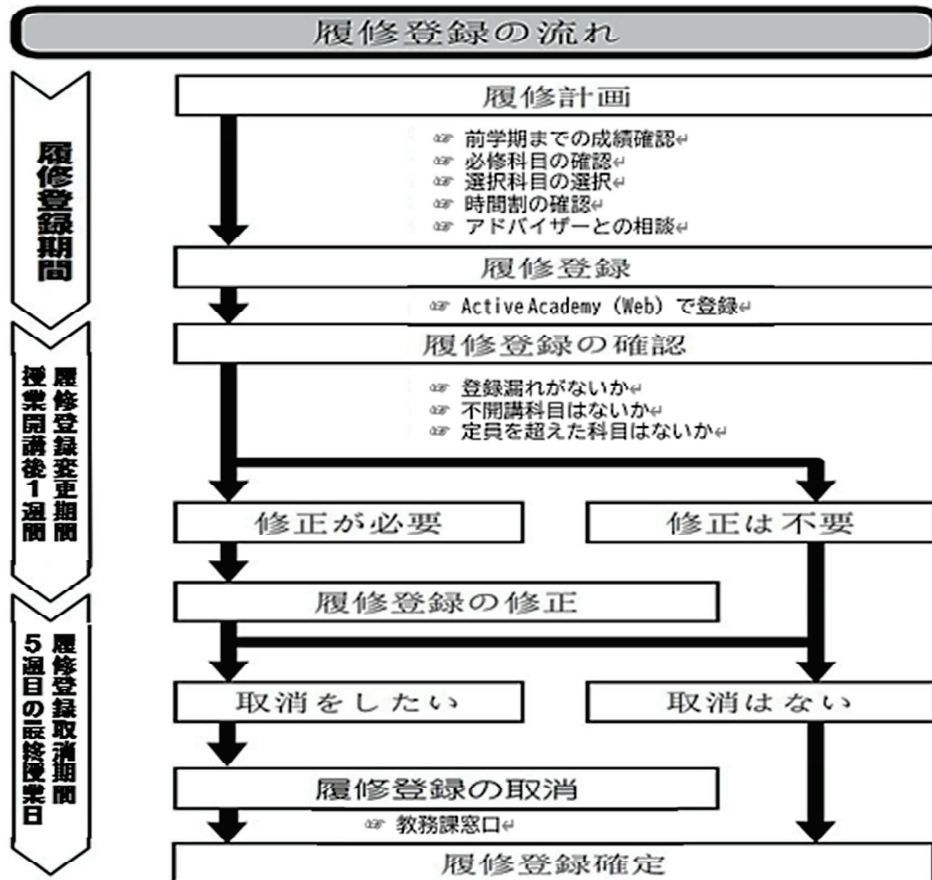 履修登録の流れ
履修登録期間
履修計画
☞ 前学期までの成績確認↵
☞ 必修科目の確認↵
☞ 選択科目の選択↵
☞ 時間割の確認↵
☞ アドバイザーとの相談↵
履修登録
☞ Active Academy (Web) で登録↵
履修登録変更期間
授業開講後1週間
履修登録の確認
☞ 登録漏れがないか↵
☞ 不開講科目はないか↵
☞ 定員を超えた科目はないか↵
修正が必要
修正は不要
履修登録の修正
履修登録取消期間
5週目の最終授業日
取消をしたい
取消はない
履修登録の取消
☞ 教務課窓口↵
履修登録確定